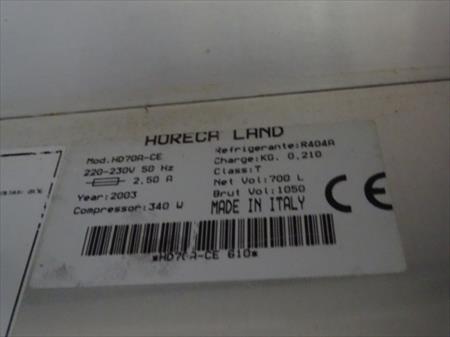 HORECA LAND
Mod.HD70A-CE
220-230V 50 Hz
2,50 A
Year:2003
Compressor:340 W
Refrigerante:R404A
Charge:KG. 0,210
Class:T
Net Vol:700 L
Brut Vol:1050
MADE IN ITALY
CE
*HD70A-CE 610*